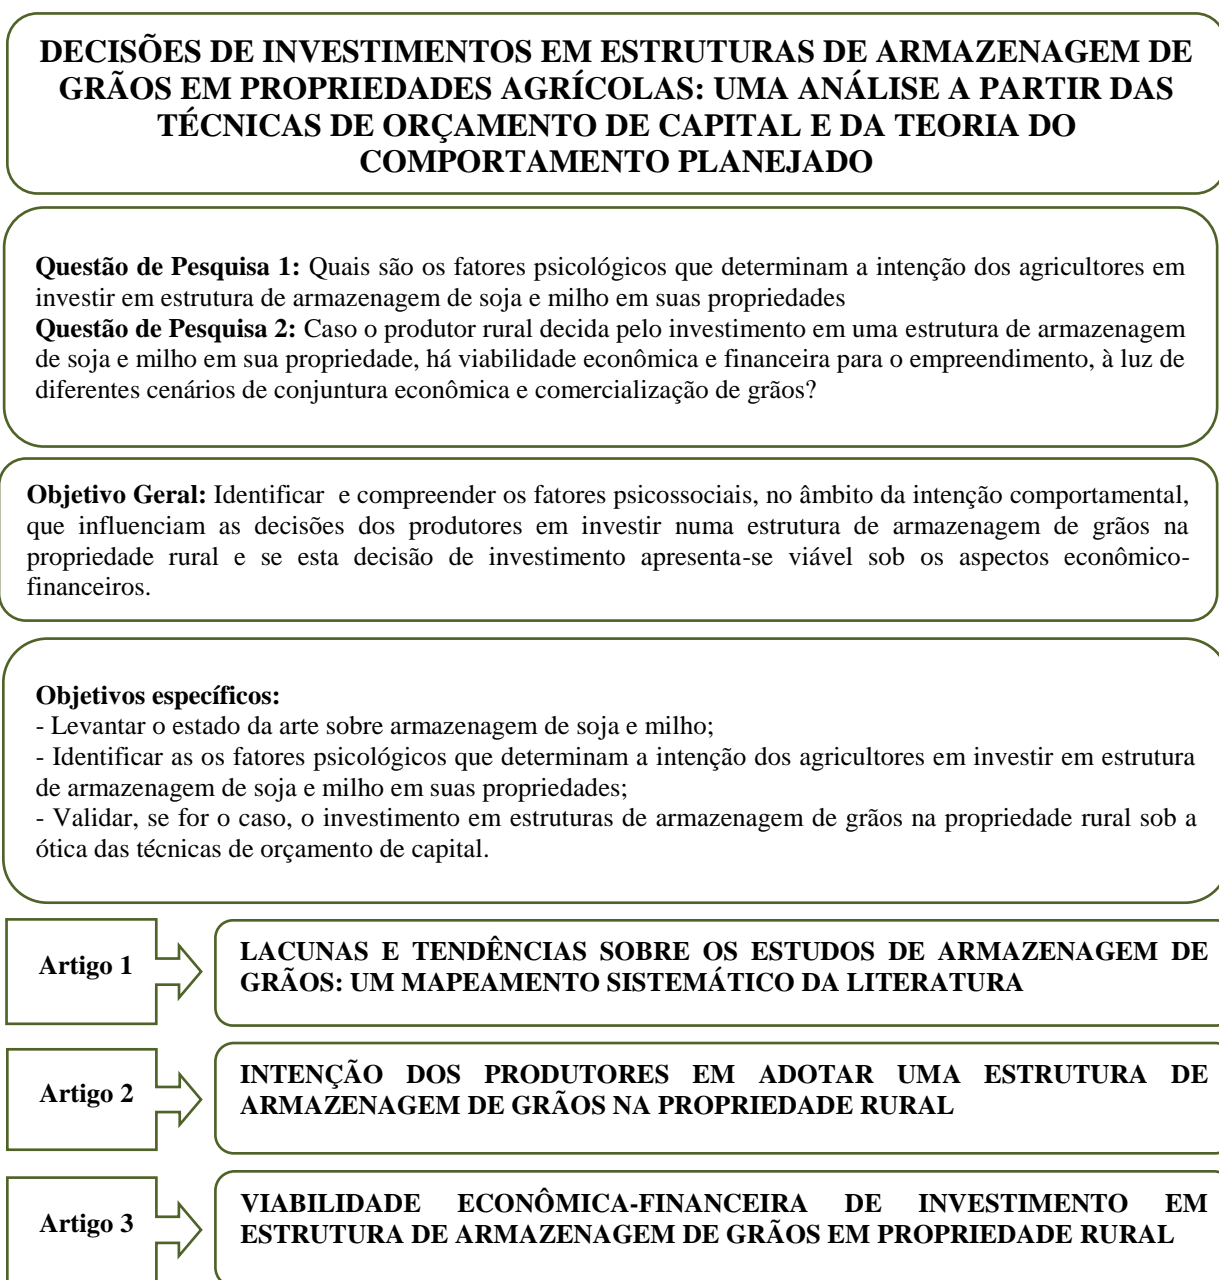 DECISÕES DE INVESTIMENTOS EM ESTRUTURAS DE ARMAZENAGEM DE
GRÃOS EM PROPRIEDADES AGRÍCOLAS: UMA ANÁLISE A PARTIR DAS
TÉCNICAS DE ORÇAMENTO DE CAPITAL E DA TEORIA DO
COMPORTAMENTO PLANEJADO
Questão de Pesquisa 1: Quais são os fatores psicológicos que determinam a intenção dos agricultores em
investir em estrutura de armazenagem de soja e milho em suas propriedades
Questão de Pesquisa 2: Caso o produtor rural decida pelo investimento em uma estrutura de armazenagem
de soja e milho em sua propriedade, há viabilidade econômica e financeira para o empreendimento, à luz de
diferentes cenários de conjuntura econômica e comercialização de grãos?
Objetivo Geral: Identificar e compreender os fatores psicossociais, no âmbito da intenção comportamental,
que influenciam as decisões dos produtores em investir numa estrutura de armazenagem de grãos na
propriedade rural e se esta decisão de investimento apresenta-se viável sob os aspectos econômico-
financeiros.
Objetivos específicos:
- Levantar o estado da arte sobre armazenagem de soja e milho;
- Identificar as os fatores psicológicos que determinam a intenção dos agricultores em investir em estrutura
de armazenagem de soja e milho em suas propriedades;
- Validar, se for o caso, o investimento em estruturas de armazenagem de grãos na propriedade rural sob a
ótica das técnicas de orçamento de capital.
Artigo 1
LACUNAS E TENDÊNCIAS SOBRE OS ESTUDOS DE ARMAZENAGEM DE
GRÃOS: UM MAPEAMENTO SISTEMÁTICO DA LITERATURA
Artigo 2
INTENÇÃO DOS PRODUTORES EM ADOTAR UMA ESTRUTURA DE
ARMAZENAGEM DE GRÃOS NA PROPRIEDADE RURAL
Artigo 3
VIABILIDADE ECONÔMICA-FINANCEIRA DE INVESTIMENTO EM
ESTRUTURA DE ARMAZENAGEM DE GRÃOS EM PROPRIEDADE RURAL